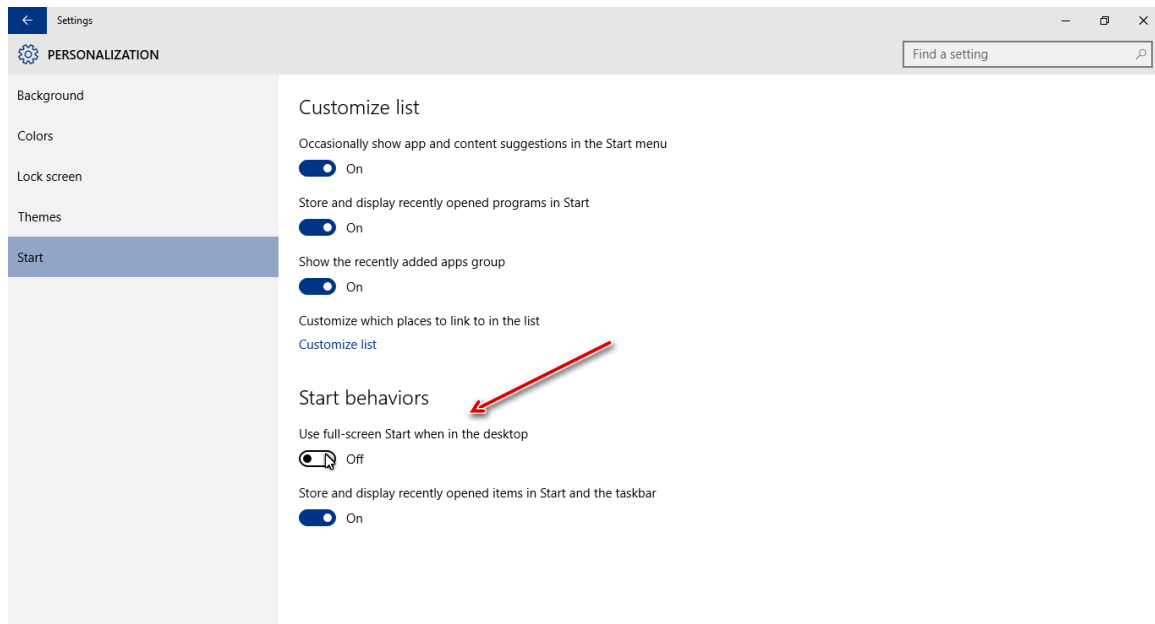 Settings
PERSONALIZATION
Find a setting
Background
Colors
Lock screen
Themes
Start
Customize list
Occasionally show app and content suggestions in the Start menu
On
Store and display recently opened programs in Start
On
Show the recently added apps group
On
Customize which places to link to in the list
Customize list
Start behaviors
Use full-screen Start when in the desktop
Off
Store and display recently opened items in Start and the taskbar
On